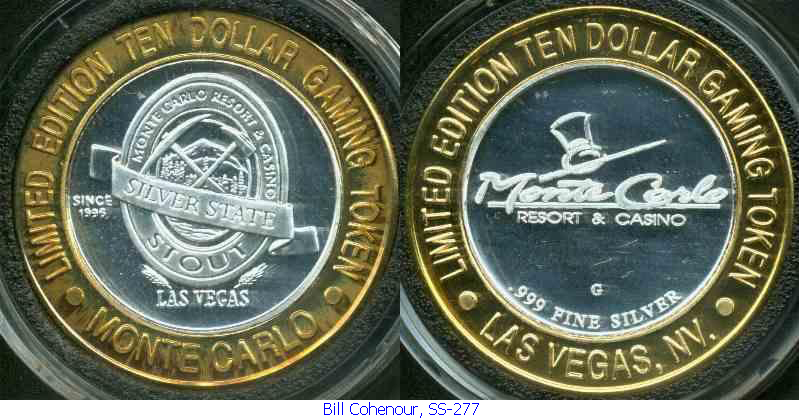 LIMITED EDITION TEN DOLLAR GAMING TOKEN
MONTE CARLO RESORT & CASINO
SILVER STATE
STOUT
SINCE
1996
LAS VEGAS
• MONTE CARLO •
LIMITED EDITION TEN DOLLAR GAMING TOKEN
Monte Carlo
RESORT & CASINO
G
.999 FINE SILVER
• LAS VEGAS, NV. •
Bill Cohenour, SS-277